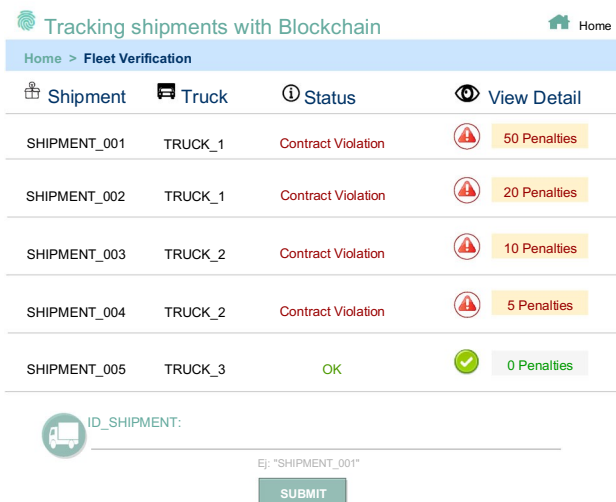 Tracking shipments with Blockchain
Home
Home > Fleet Verification
Shipment Truck Status View Detail
SHIPMENT_001 TRUCK_1 Contract Violation 50 Penalties
SHIPMENT_002 TRUCK_1 Contract Violation 20 Penalties
SHIPMENT_003 TRUCK_2 Contract Violation 10 Penalties
SHIPMENT_004 TRUCK_2 Contract Violation 5 Penalties
SHIPMENT_005 TRUCK_3 OK 0 Penalties
ID_SHIPMENT:
Ej: "SHIPMENT_001"
SUBMIT